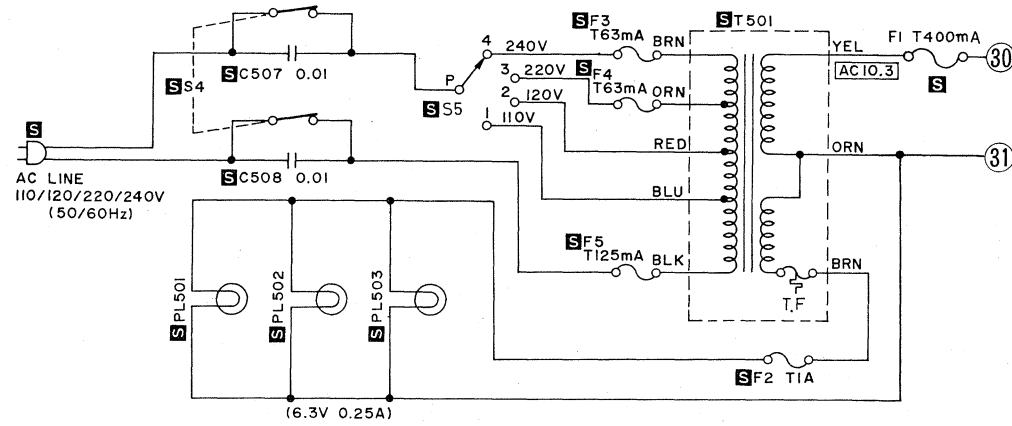 S F3
T63mA
S T501
F1 T400mA
4
240V
BRN
YEL
30
S C507 0.01
AC10.3
S
S S4
P
3
220V
S F4
T63mA
ORN
S S5
2
120V
1
110V
RED
ORN
31
S
S C508 0.01
AC LINE
110/120/220/240V
(50/60Hz)
BLU
S F5
T125mA
BLK
BRN
T.F
S PL501
S PL502
S PL503
S F2 T1A
(6.3V 0.25A)